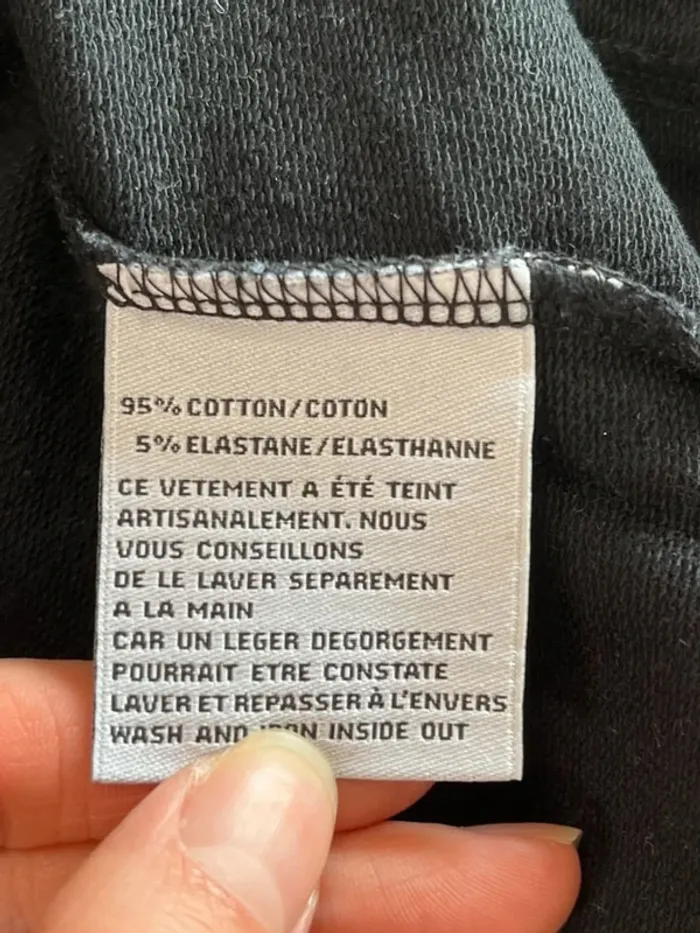 95% COTTON/COTON
5% ELASTANE/ELASTHANNE
CE VETEMENT A ÉTÉ TEINT
ARTISANALEMENT. NOUS
VOUS CONSEILLONS
DE LE LAVER SEPAREMENT
A LA MAIN
CAR UN LEGER DEGORGEMENT
POURRAIT ETRE CONSTATE
LAVER ET REPASSER À L'ENVERS
WASH AND IRON INSIDE OUT